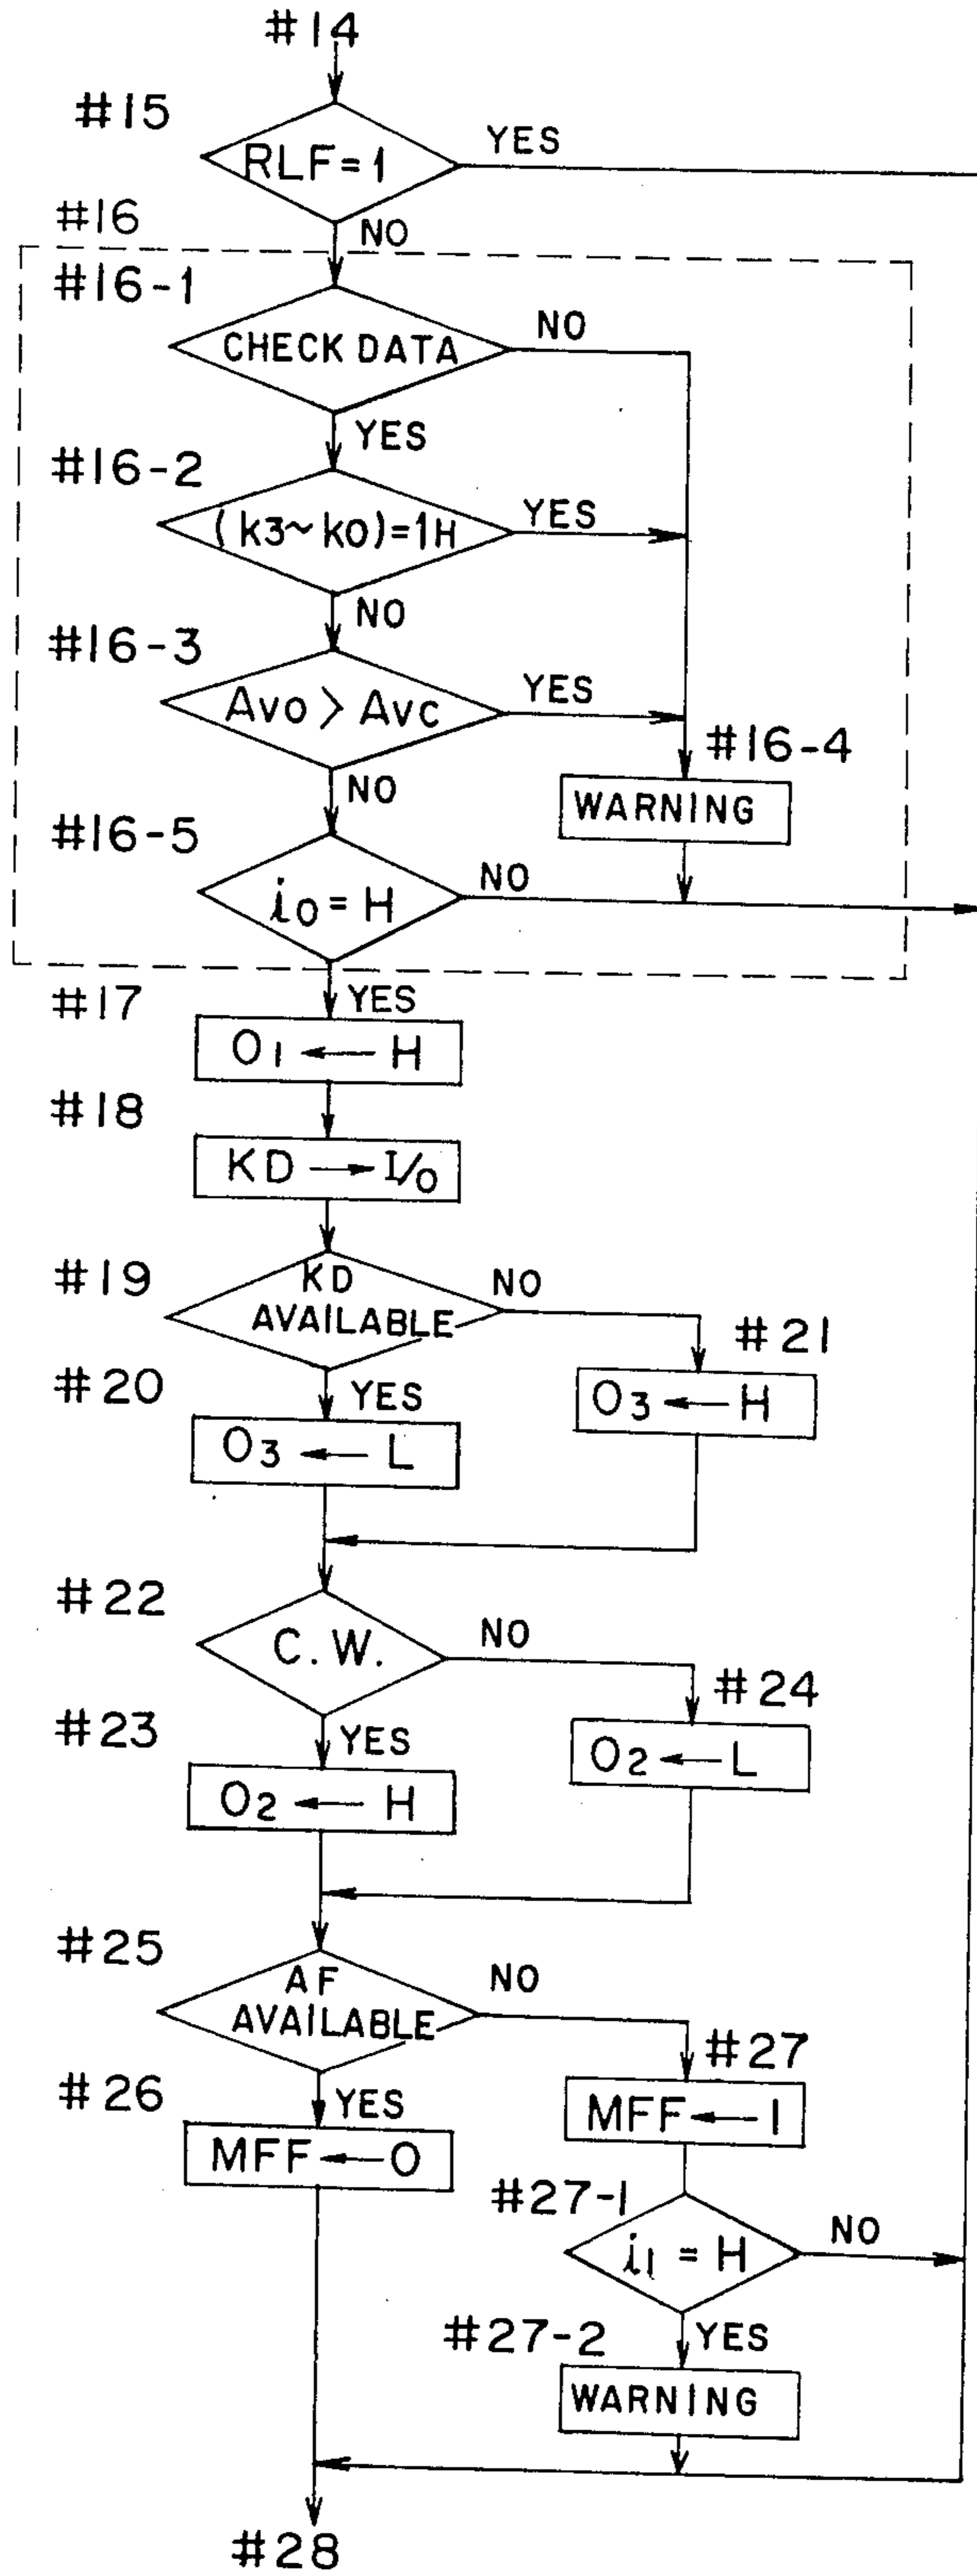 #14
#15
RLF=1
YES
NO
#16
#16-1
CHECK DATA
NO
YES
#16-2
(k3~k0)=1H
YES
NO
#16-3
Avo > Avc
YES
NO
#16-4
WARNING
#16-5
i0 = H
NO
YES
#17
O1 ← H
#18
KD → I/O
#19
KD
AVAILABLE
NO
YES
#20
O3 ← L
#21
O3 ← H
#22
C.W.
NO
YES
#23
O2 ← H
#24
O2 ← L
#25
AF
AVAILABLE
NO
YES
#26
MFF ← 0
#27
MFF ← 1
#27-1
i1 = H
NO
YES
#27-2
WARNING
#28